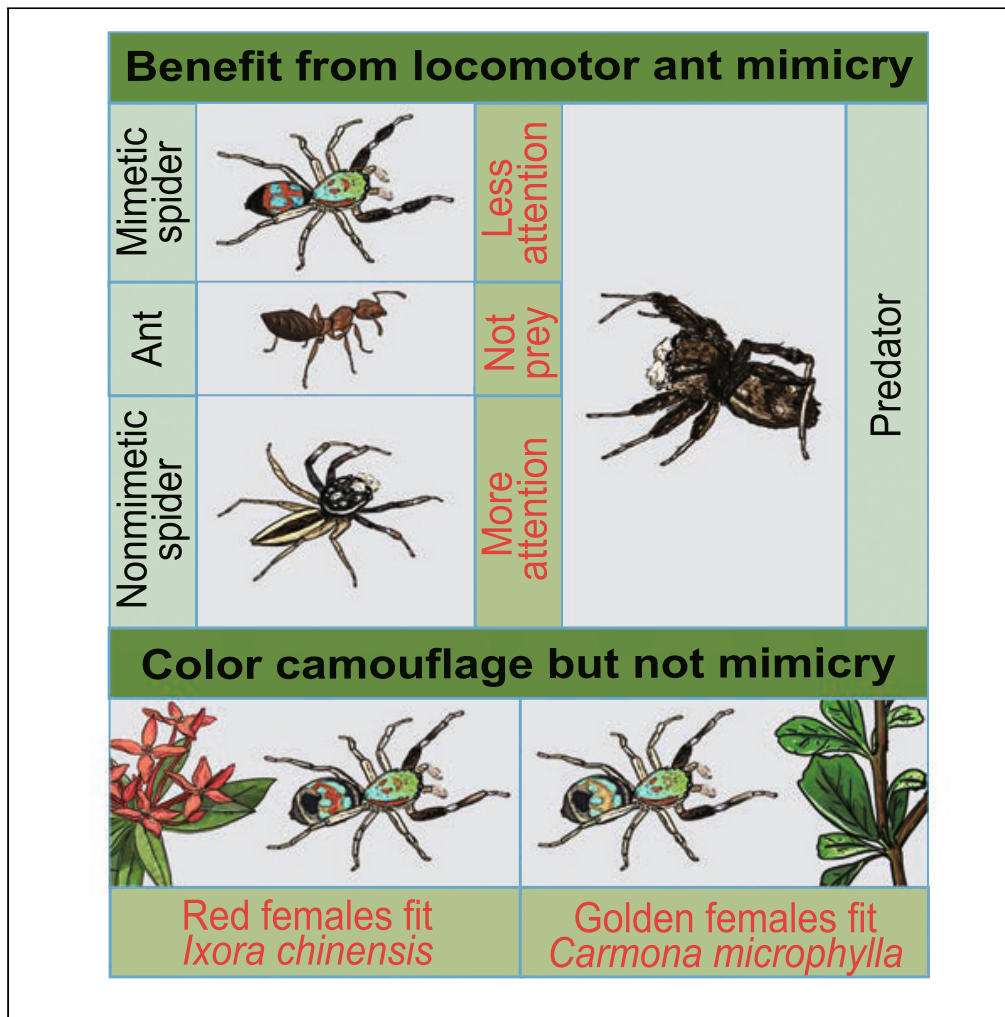 Benefit from locomotor ant mimicry
Mimetic
spider
Less
attention
Ant
Not
prey
Nonmimetic
spider
More
attention
Predator
Color camouflage but not mimicry
Red females fit
Ixora chinensis
Golden females fit
Carmona microphylla